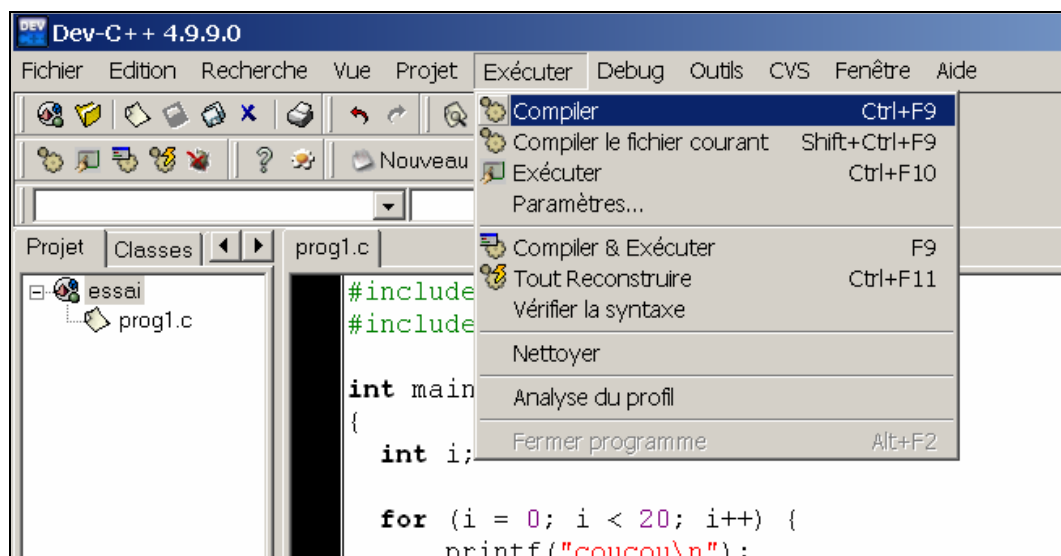 DEV Dev-C++ 4.9.9.0
Fichier Edition Recherche Vue Projet Exécuter Debug Outils CVS Fenêtre Aide
Nouveau
Compiler Ctrl+F9
Compiler le fichier courant Shift+Ctrl+F9
Exécuter Ctrl+F10
Paramètres...
Compiler & Exécuter F9
Tout Reconstruire Ctrl+F11
Vérifier la syntaxe
Nettoyer
Analyse du profil
Fermer programme Alt+F2
Projet Classes prog1.c
essai
prog1.c
#include
#include
int main
{
int i;
for (i = 0; i < 20; i++) {
printf("coucou\n");